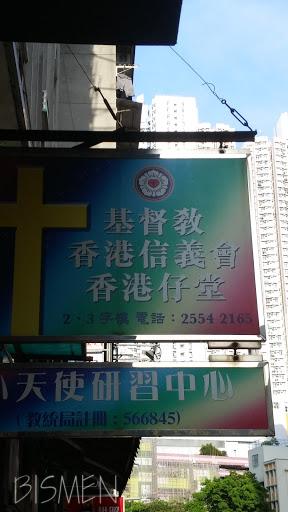 基督教
香港信義會
香港仔堂
2、3字樓 電話：2554-2165
小天使研習中心
（教統局註冊：566845）
BISMEN